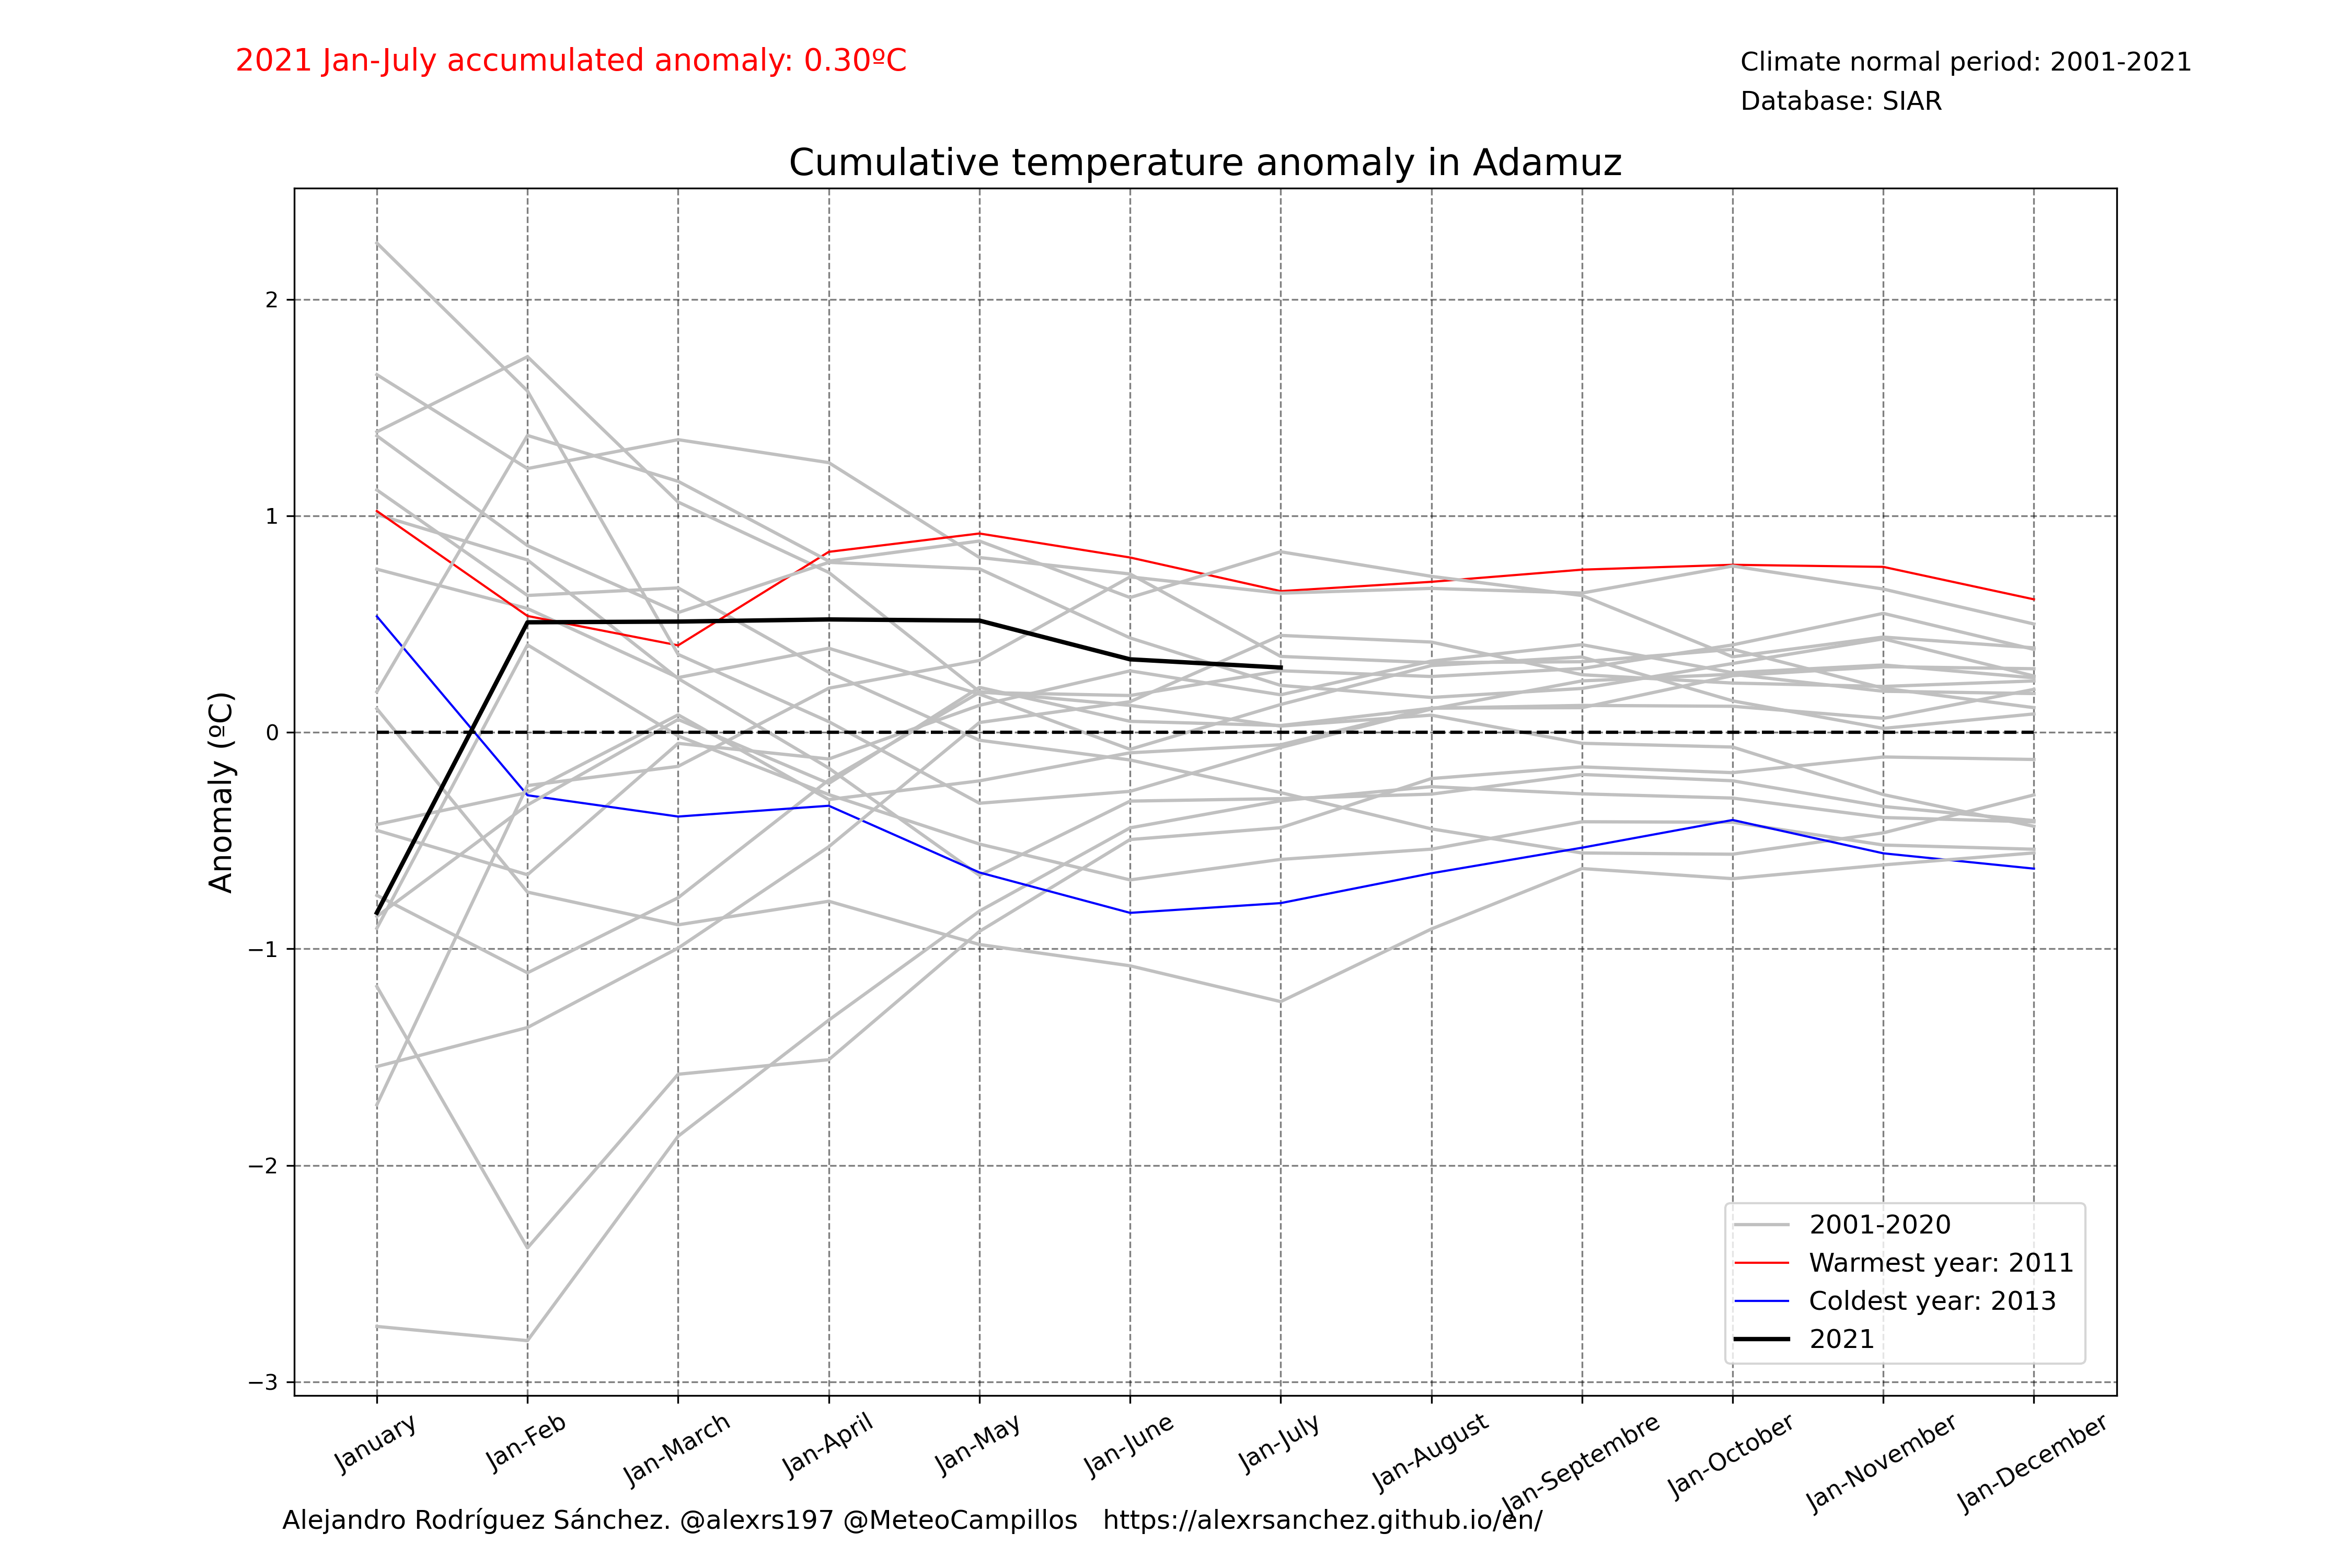 2021 Jan-July accumulated anomaly: 0.30ºC
Climate normal period: 2001-2021
Database: SIAR
Cumulative temperature anomaly in Adamuz
Anomaly (ºC)
2
1
0
−1
−2
−3
2001-2020
Warmest year: 2011
Coldest year: 2013
2021
January
Jan-Feb
Jan-March
Jan-April
Jan-May
Jan-June
Jan-July
Jan-August
Jan-Septembre
Jan-October
Jan-November
Jan-December
Alejandro Rodríguez Sánchez. @alexrs197 @MeteoCampillos   https://alexrsanchez.github.io/en/